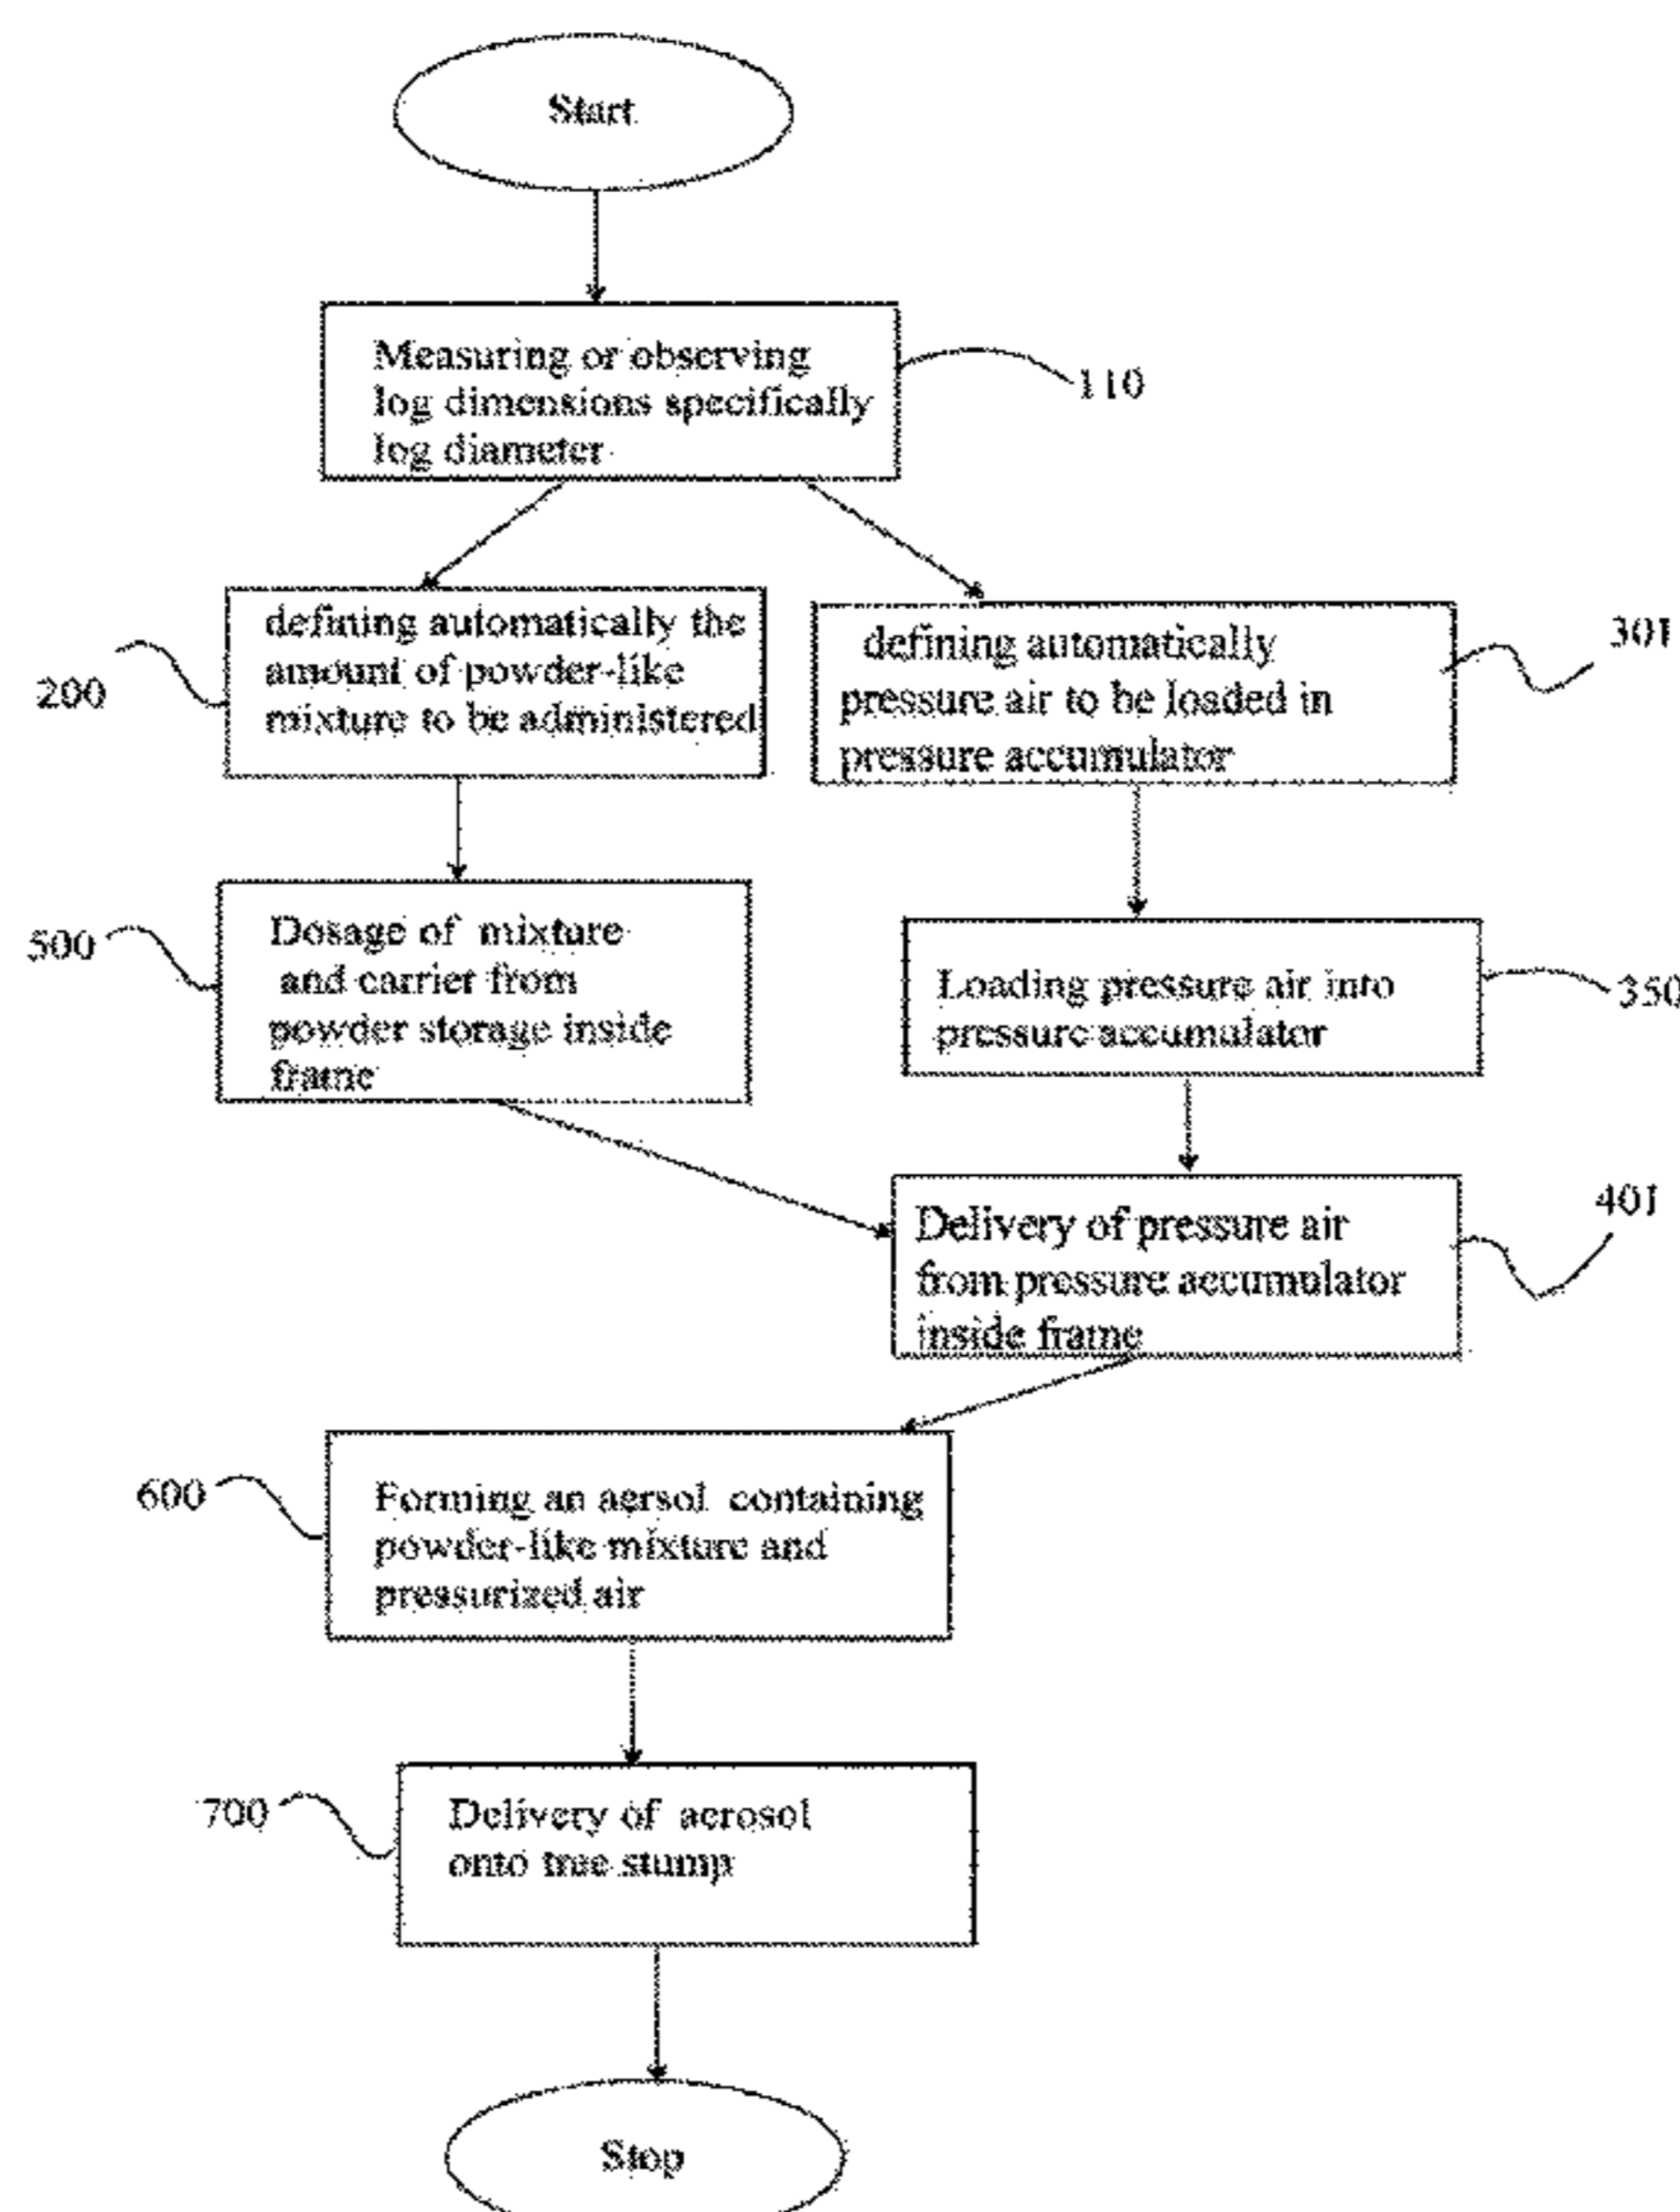 Start
Measuring or observing
log dimensions specifically
log diameter
110
defining automatically the
amount of powder-like
mixture to be administered
200
defining automatically
pressure air to be loaded in
pressure accumulator
301
Dosage of mixture
and carrier from
powder storage inside
frame
500
Loading pressure air into
pressure accumulator
350
Delivery of pressure air
from pressure accumulator
inside frame
401
Forming an aersol containing
powder-like mixture and
pressurized air
600
Delivery of aerosol
onto tree stump
700
Stop